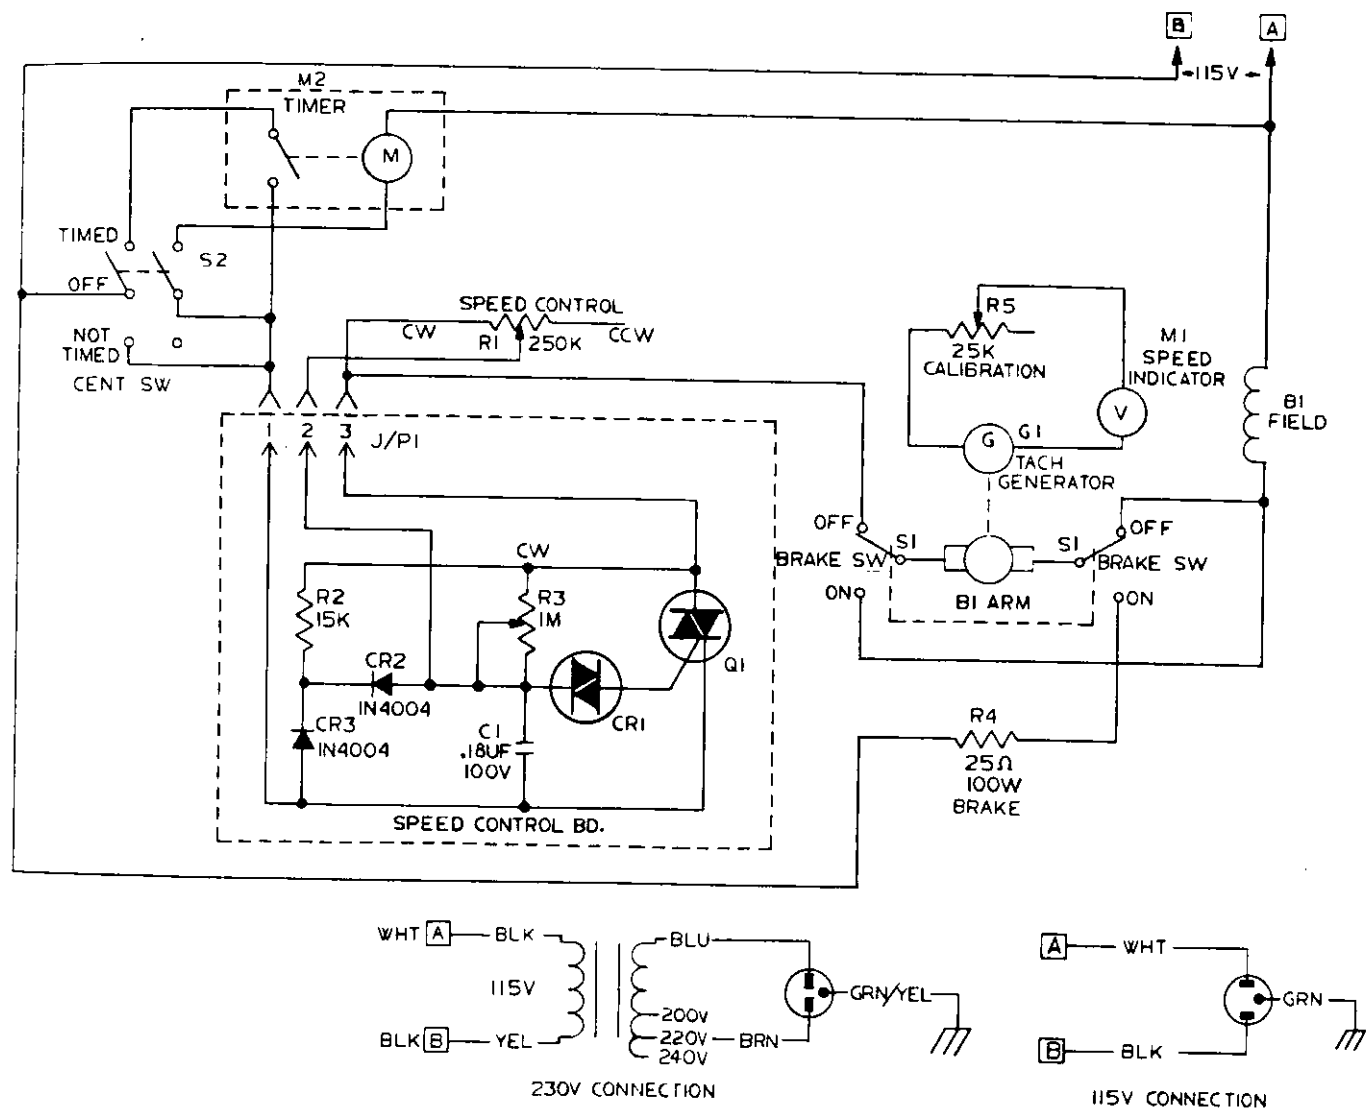 B
A
115V
M2
TIMER
M
TIMED
S2
OFF
NOT
TIMED
CENT SW
SPEED CONTROL
CW
R1
250K
CCW
R5
25K
CALIBRATION
M1
SPEED
INDICATOR
V
B1
FIELD
G
G1
TACH
GENERATOR
1
2
3
J/P1
OFF
S1
BRAKE SW
S1
OFF
BRAKE SW
ON
B1 ARM
ON
CW
R2
15K
R3
1M
Q1
CR2
IN4004
CR1
CR3
IN4004
C1
.18UF
100V
R4
25Ω
100W
BRAKE
SPEED CONTROL BD.
WHT A BLK
BLU
115V
GRN/YEL
200V
BLK B YEL
220V BRN
240V
230V CONNECTION
A WHT
GRN
B BLK
115V CONNECTION